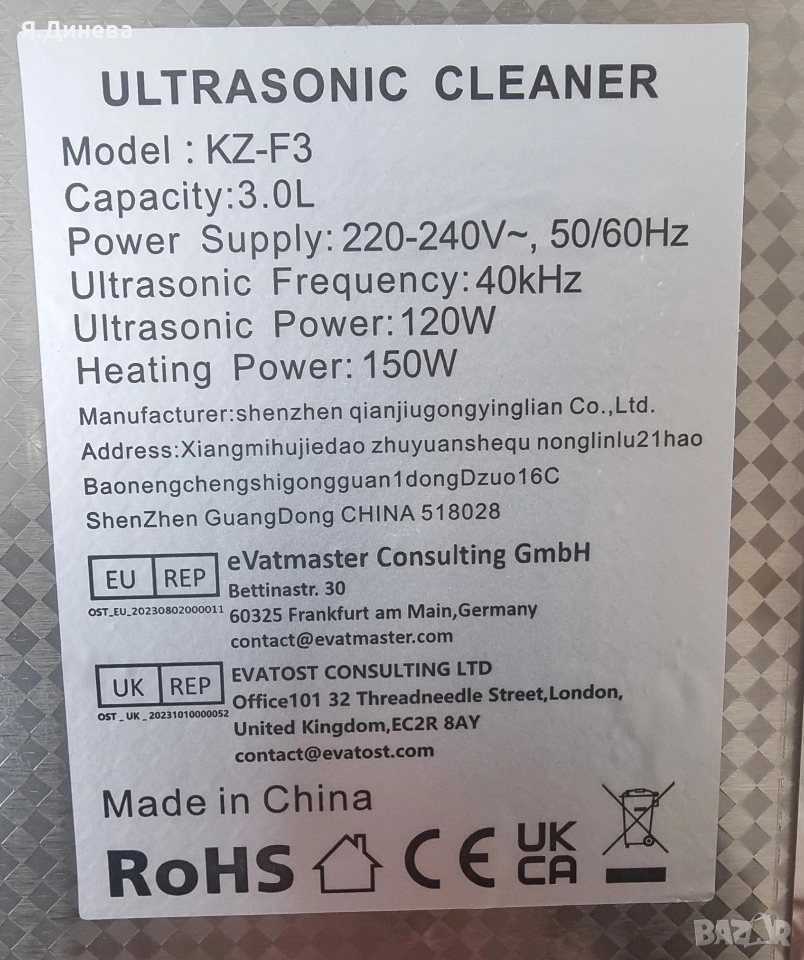 Я.Динева
ULTRASONIC CLEANER
Model : KZ-F3
Capacity:3.0L
Power Supply: 220-240V~, 50/60Hz
Ultrasonic Frequency:40kHz
Ultrasonic Power:120W
Heating Power: 150W
Manufacturer:shenzhen qianjiugongyinglian Co.,Ltd.
Address:Xiangmihujiedao zhuyuanshequ nonglinlu21hao
Baonengchengshigongguan1dongDzuo16C
ShenZhen GuangDong CHINA 518028
EU REP
OST_EU_20230802000011
eVatmaster Consulting GmbH
Bettinastr. 30
60325 Frankfurt am Main,Germany
contact@evatmaster.com
UK REP
OST_UK_20231010000052
EVATOST CONSULTING LTD
Office101 32 Threadneedle Street,London,
United Kingdom,EC2R 8AY
contact@evatost.com
Made in China
RoHS CE UK
CA
BAZAR